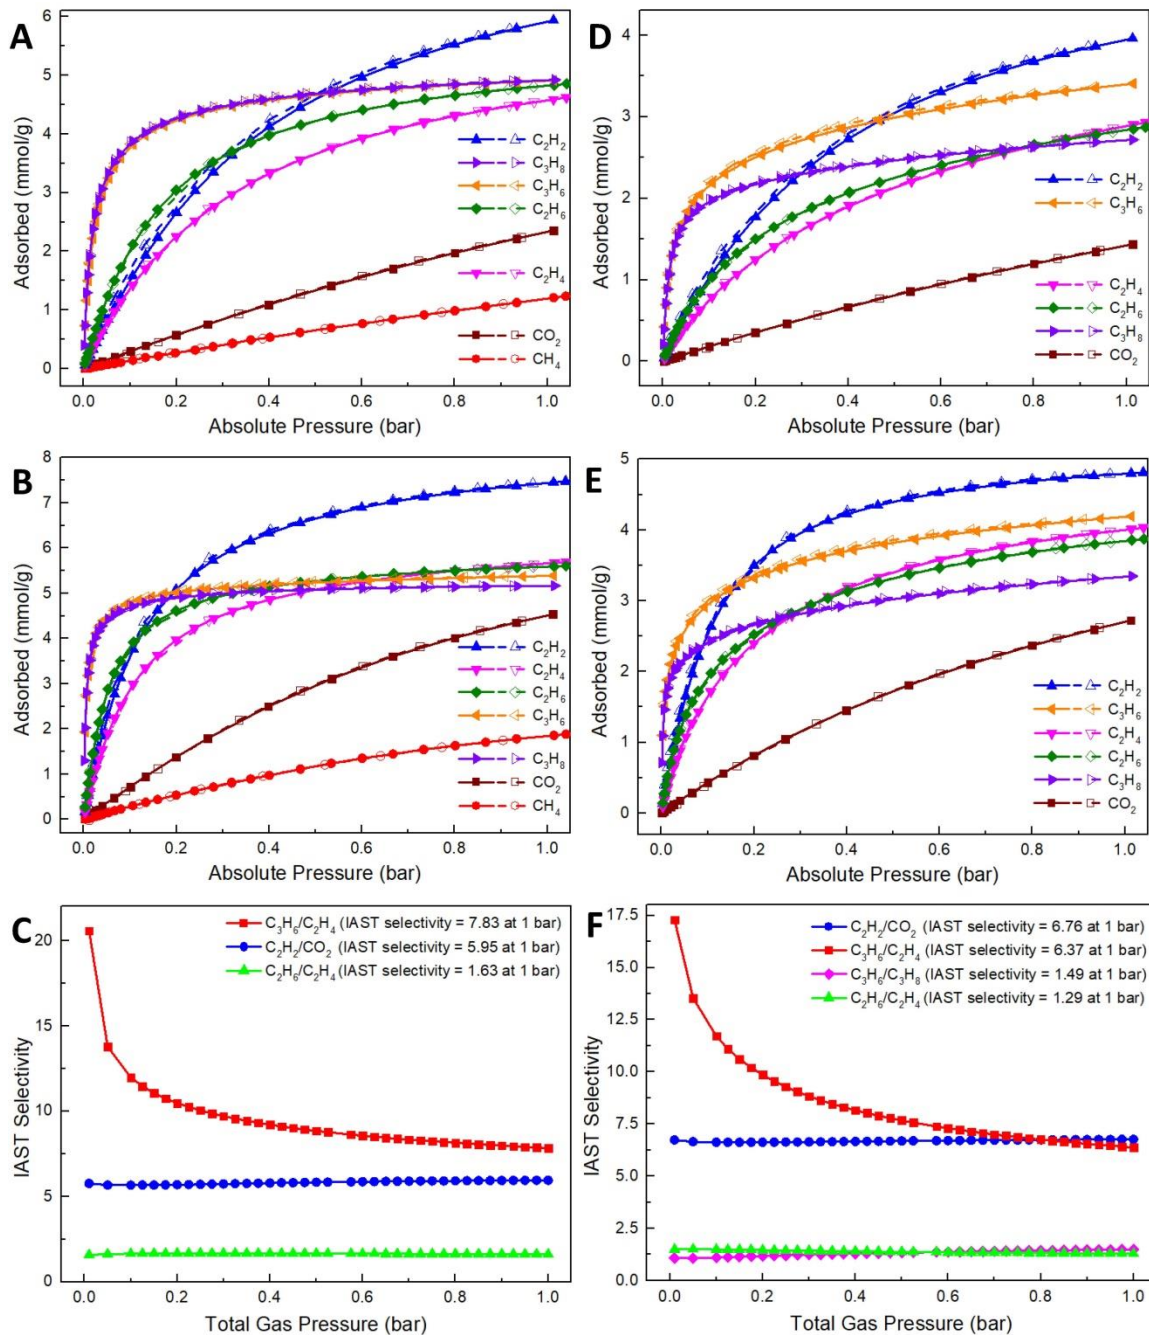 A
Adsorbed (mmol/g)
6
5
4
3
2
1
0
C₂H₂
C₃H₈
C₃H₆
C₂H₆
C₂H₄
CO₂
CH₄
0.0 0.2 0.4 0.6 0.8 1.0
Absolute Pressure (bar)
D
Adsorbed (mmol/g)
4
3
2
1
0
C₂H₂
C₃H₆
C₂H₄
C₂H₆
C₃H₈
CO₂
0.0 0.2 0.4 0.6 0.8 1.0
Absolute Pressure (bar)
B
Adsorbed (mmol/g)
8
7
6
5
4
3
2
1
0
C₂H₂
C₂H₄
C₂H₆
C₃H₆
C₃H₈
CO₂
CH₄
0.0 0.2 0.4 0.6 0.8 1.0
Absolute Pressure (bar)
E
Adsorbed (mmol/g)
5
4
3
2
1
0
C₂H₂
C₃H₆
C₂H₄
C₂H₆
C₃H₈
CO₂
0.0 0.2 0.4 0.6 0.8 1.0
Absolute Pressure (bar)
C
IAST Selectivity
20
15
10
5
0
C₃H₆/C₂H₄ (IAST selectivity = 7.83 at 1 bar)
C₂H₂/CO₂ (IAST selectivity = 5.95 at 1 bar)
C₂H₆/C₂H₄ (IAST selectivity = 1.63 at 1 bar)
0.0 0.2 0.4 0.6 0.8 1.0
Total Gas Pressure (bar)
F
IAST Selectivity
17.5
15.0
12.5
10.0
7.5
5.0
2.5
0.0
C₂H₂/CO₂ (IAST selectivity = 6.76 at 1 bar)
C₃H₆/C₂H₄ (IAST selectivity = 6.37 at 1 bar)
C₃H₆/C₃H₈ (IAST selectivity = 1.49 at 1 bar)
C₂H₆/C₂H₄ (IAST selectivity = 1.29 at 1 bar)
0.0 0.2 0.4 0.6 0.8 1.0
Total Gas Pressure (bar)